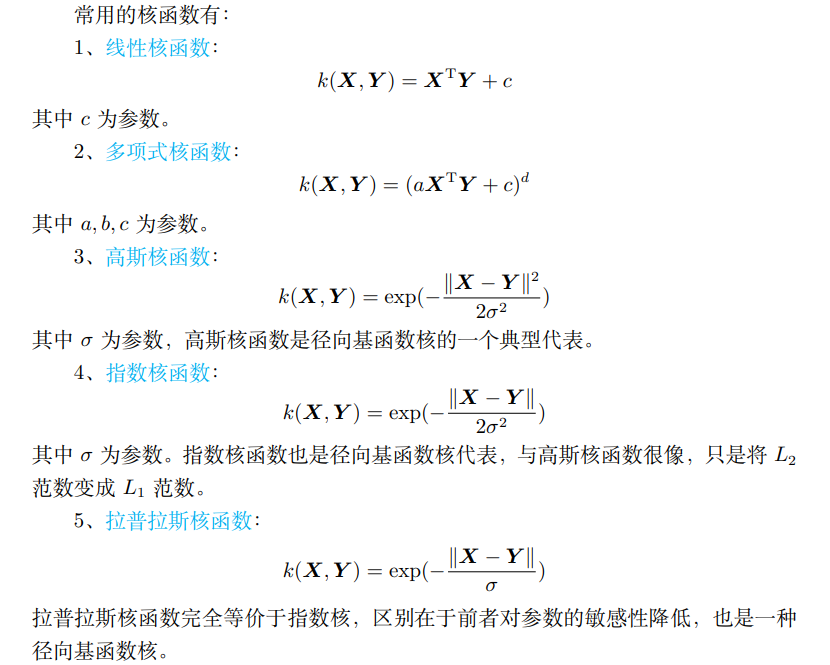 常用的核函数有：
1、线性核函数：
k(X, Y) = XᵀY + c
其中 c 为参数。
2、多项式核函数：
k(X, Y) = (aXᵀY + c)ᵈ
其中 a, b, c 为参数。
3、高斯核函数：
k(X, Y) = exp(−‖X − Y‖² / 2σ²)
其中 σ 为参数，高斯核函数是径向基函数核的一个典型代表。
4、指数核函数：
k(X, Y) = exp(−‖X − Y‖ / 2σ²)
其中 σ 为参数。指数核函数也是径向基函数核代表，与高斯核函数很像，只是将 L₂
范数变成 L₁ 范数。
5、拉普拉斯核函数：
k(X, Y) = exp(−‖X − Y‖ / σ)
拉普拉斯核函数完全等价于指数核，区别在于前者对参数的敏感性降低，也是一种
径向基函数核。